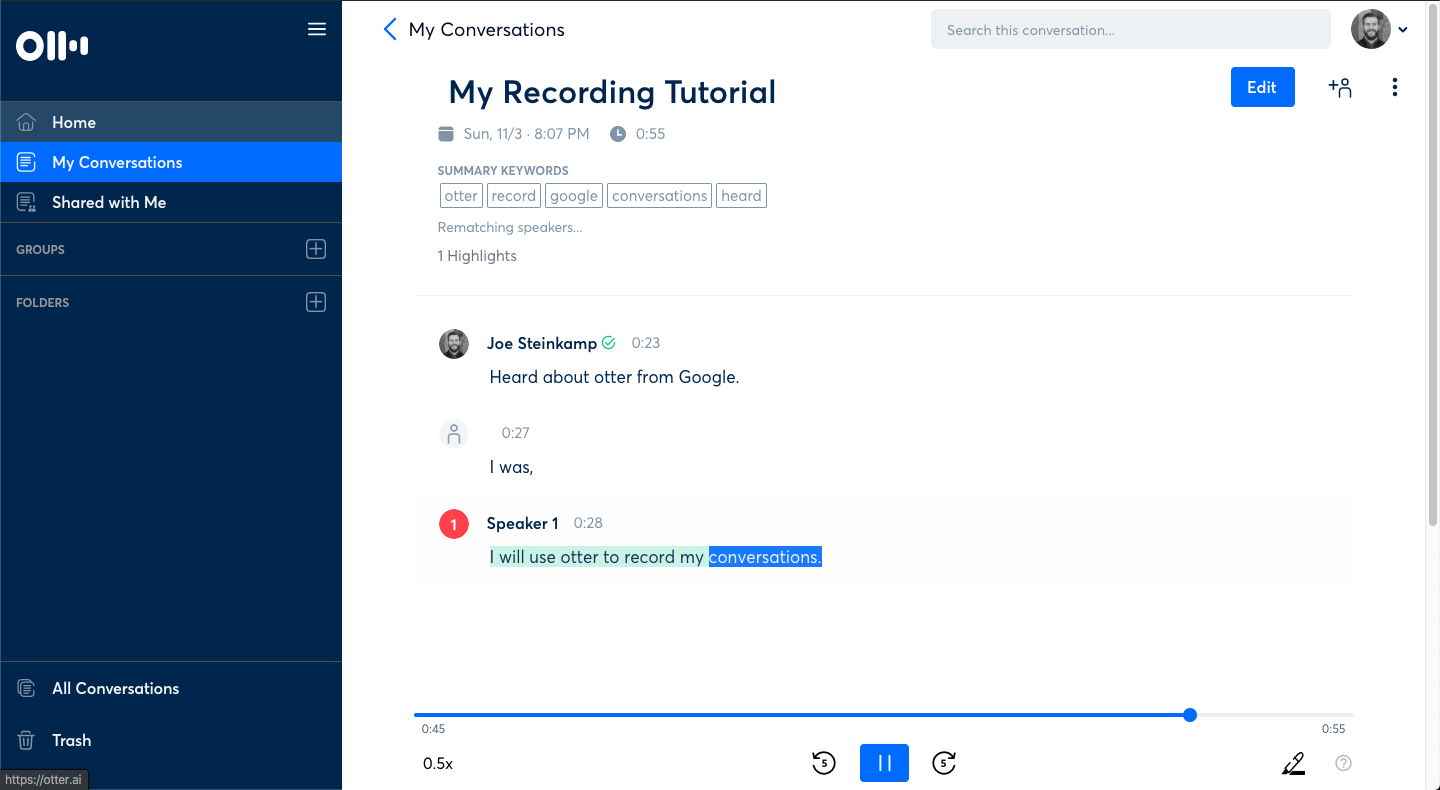 Home
My Conversations
Shared with Me
GROUPS
FOLDERS
All Conversations
Trash
https://otter.ai
My Conversations
Search this conversation...
My Recording Tutorial
Edit
Sun, 11/3 · 8:07 PM 0:55
SUMMARY KEYWORDS
otter record google conversations heard
Rematching speakers...
1 Highlights
Joe Steinkamp 0:23
Heard about otter from Google.
0:27
I was,
1 Speaker 1 0:28
I will use otter to record my conversations.
0:45 0:55
0.5x 5 5 ?